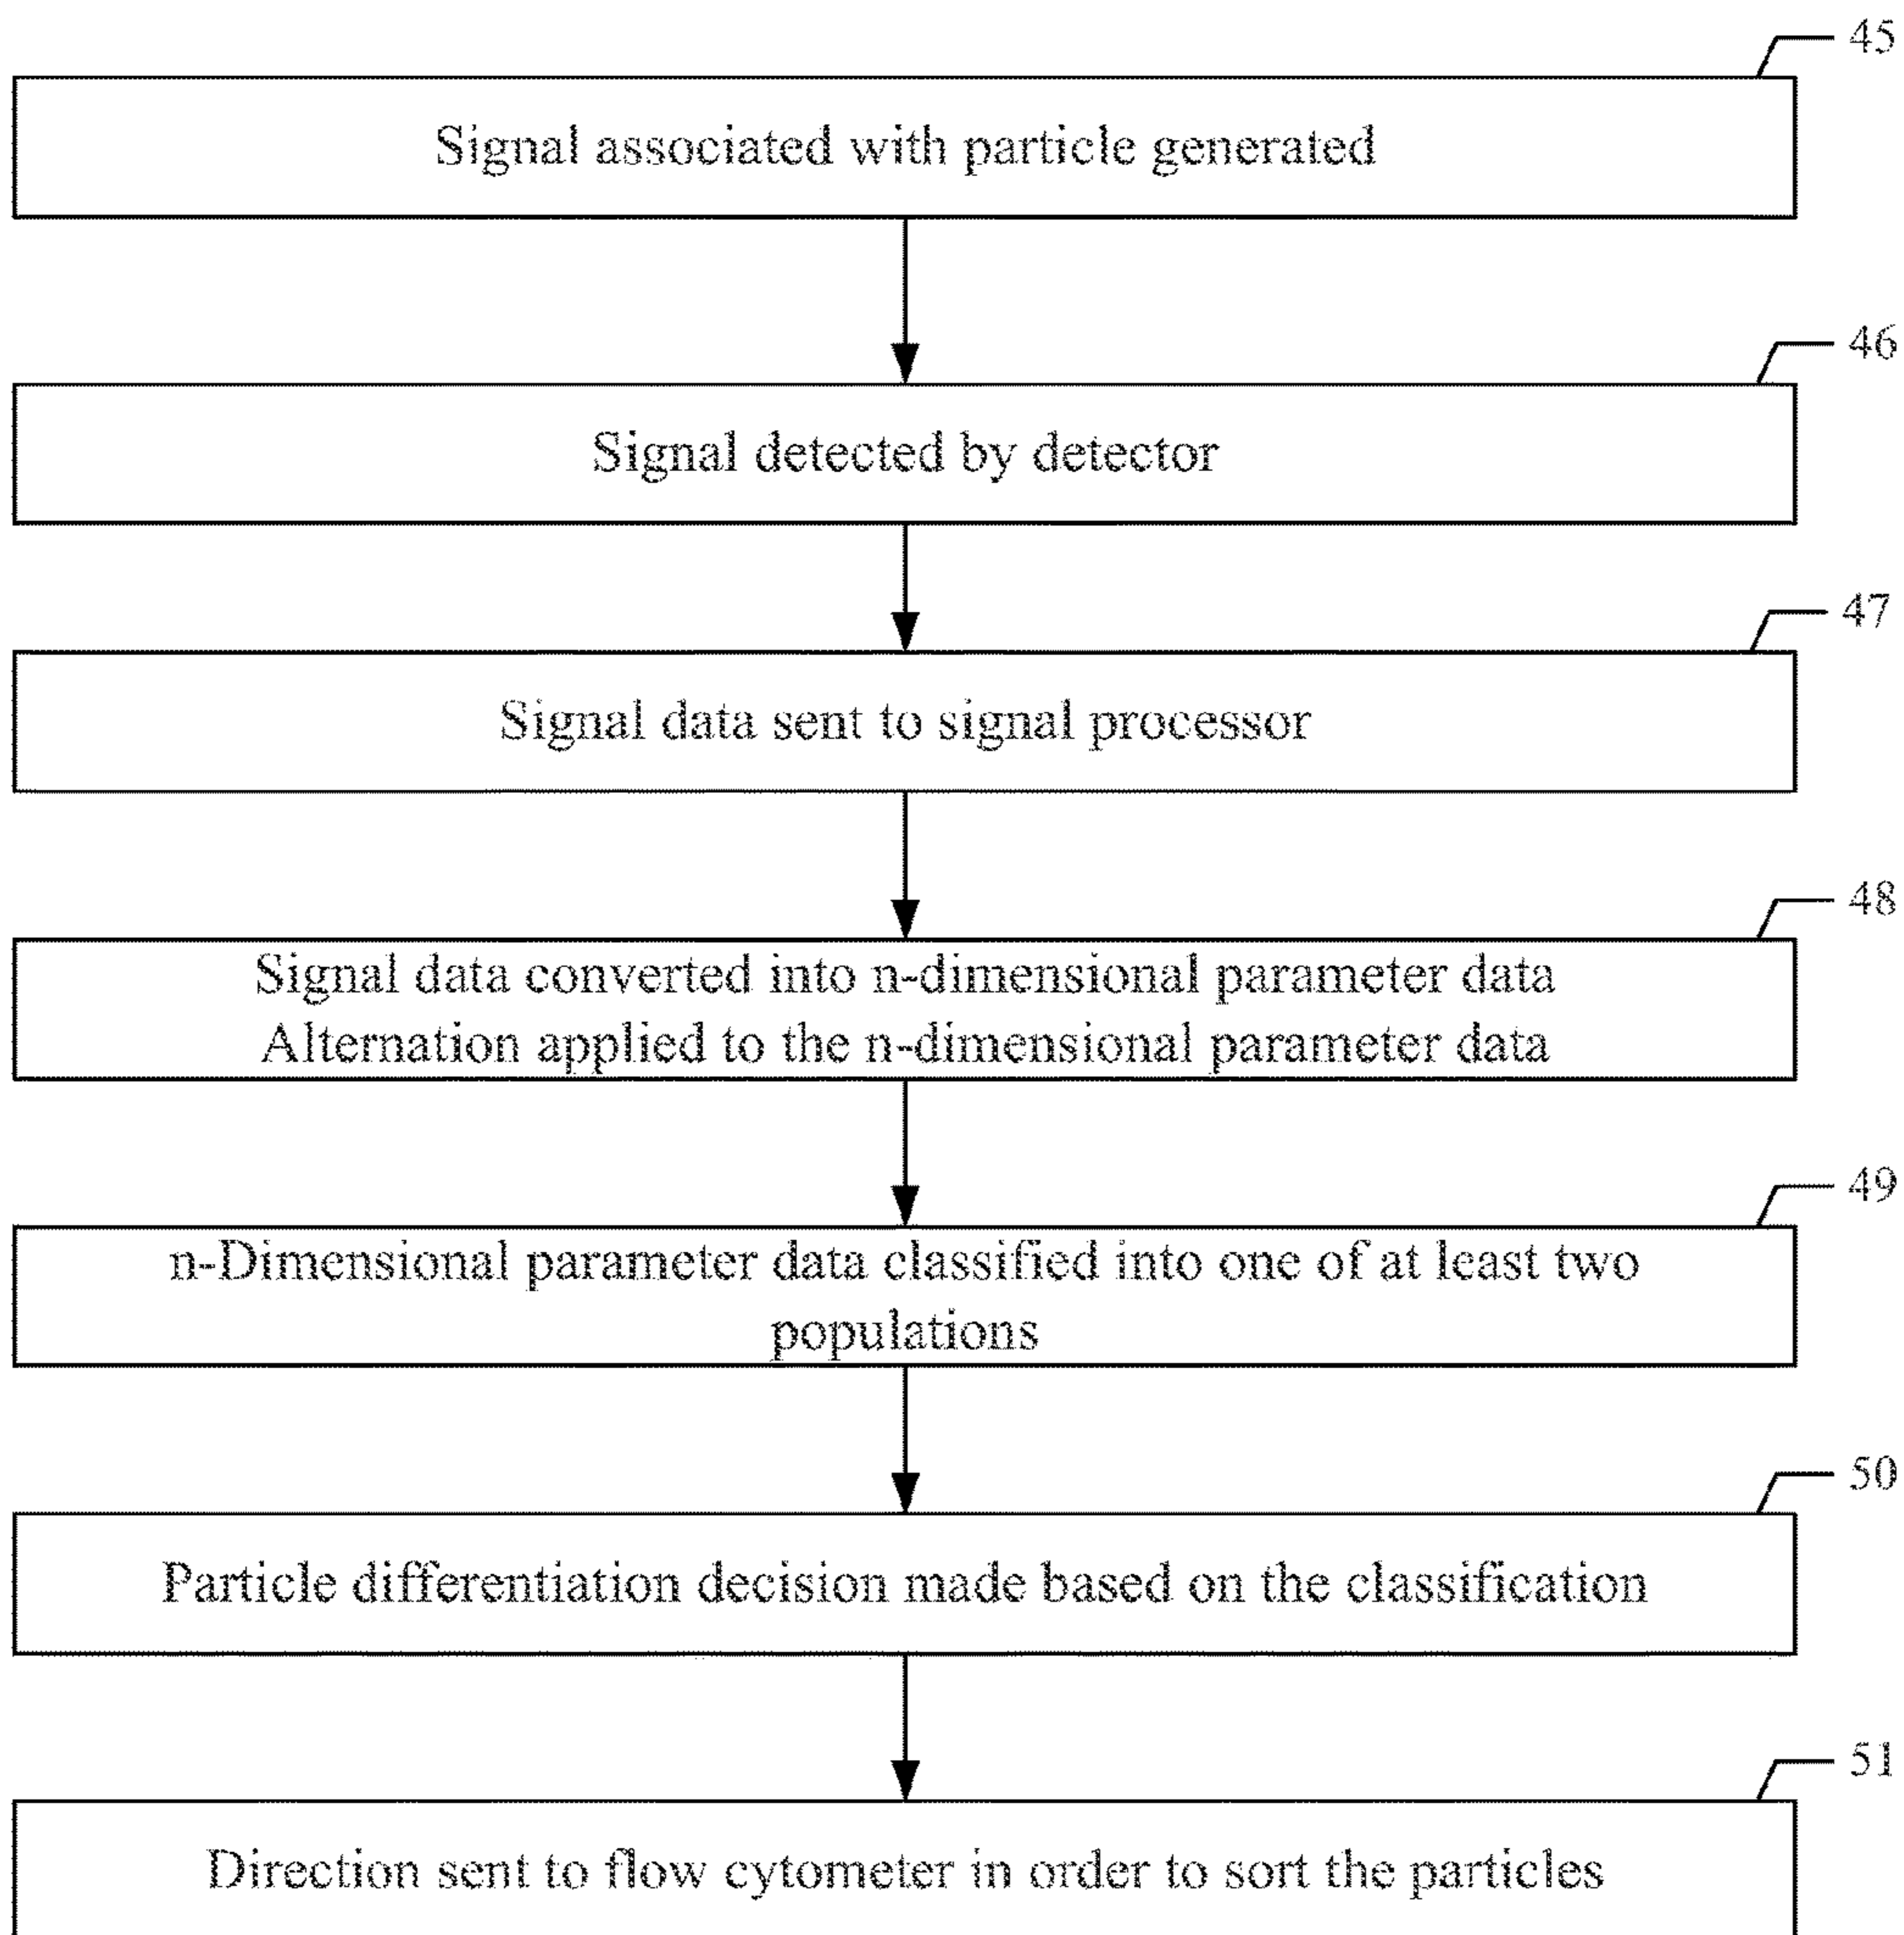 45
Signal associated with particle generated
46
Signal detected by detector
47
Signal data sent to signal processor
48
Signal data converted into n-dimensional parameter data
Alternation applied to the n-dimensional parameter data
49
n-Dimensional parameter data classified into one of at least two
populations
50
Particle differentiation decision made based on the classification
51
Direction sent to flow cytometer in order to sort the particles